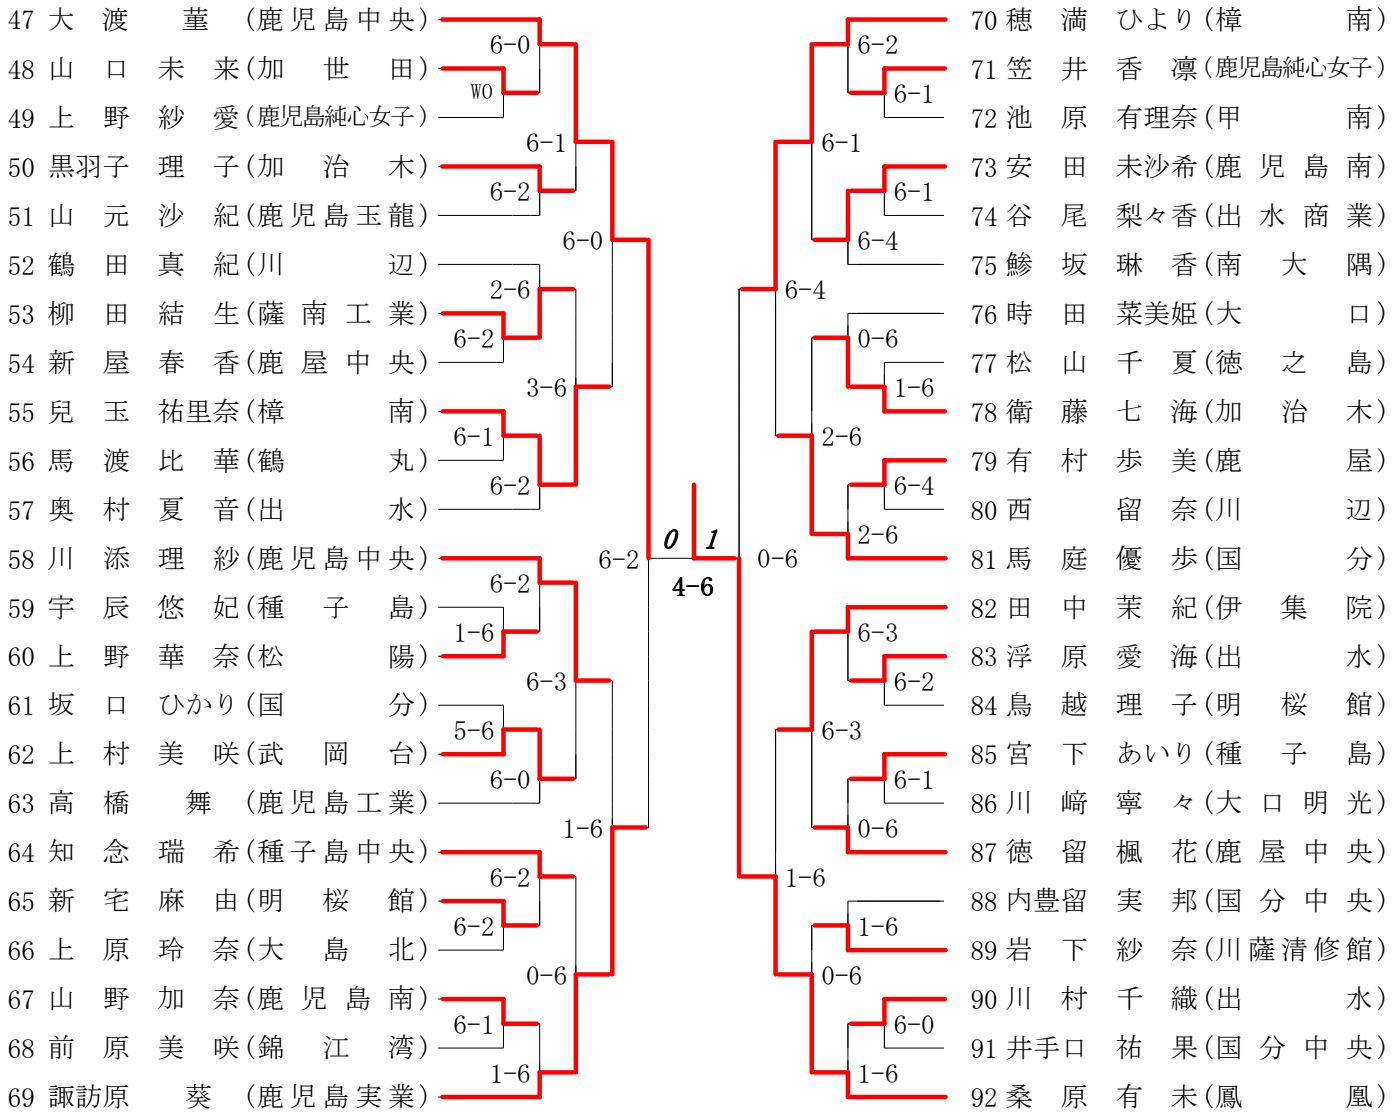 47 大渡 菫 (鹿児島中央)
6-0
48 山口未来(加世田)
WO
49 上野紗愛(鹿児島純心女子)
6-1
50 黒羽子理子(加治木)
6-2
51 山元沙紀(鹿児島玉龍)
6-0
52 鶴田真紀(川辺)
2-6
53 柳田結生(薩南工業)
6-2
54 新屋春香(鹿屋中央)
3-6
55 兒玉祐里奈(樟南)
6-1
56 馬渡比華(鶴丸)
6-2
57 奥村夏音(出水)
6-2
58 川添理紗(鹿児島中央)
6-2
59 宇辰悠妃(種子島)
1-6
60 上野華奈(松陽)
6-3
61 坂口ひかり(国分)
5-6
62 上村美咲(武岡台)
6-0
63 高橋 舞 (鹿児島工業)
1-6
64 知念瑞希(種子島中央)
6-2
65 新宅麻由(明桜館)
6-2
66 上原玲奈(大島北)
0-6
67 山野加奈(鹿児島南)
6-1
68 前原美咲(錦江湾)
1-6
69 諏訪原 葵 (鹿児島実業)
0 1
4-6
70 穂満ひより(樟南)
6-2
71 笠井香凛(鹿児島純心女子)
6-1
72 池原有理奈(甲南)
6-1
73 安田未沙希(鹿児島南)
6-1
74 谷尾梨々香(出水商業)
6-4
75 鯵坂琳香(南大隅)
6-4
76 時田菜美姫(大口)
0-6
77 松山千夏(徳之島)
1-6
78 衛藤七海(加治木)
2-6
79 有村歩美(鹿屋)
6-4
80 西 留奈(川辺)
2-6
81 馬庭優歩(国分)
0-6
82 田中茉紀(伊集院)
6-3
83 浮原愛海(出水)
6-2
84 鳥越理子(明桜館)
6-3
85 宮下あいり(種子島)
6-1
86 川﨑寧々(大口明光)
0-6
87 徳留楓花(鹿屋中央)
1-6
88 内豊留実邦(国分中央)
1-6
89 岩下紗奈(川薩清修館)
0-6
90 川村千織(出水)
6-0
91 井手口祐果(国分中央)
1-6
92 桑原有未(鳳凰)